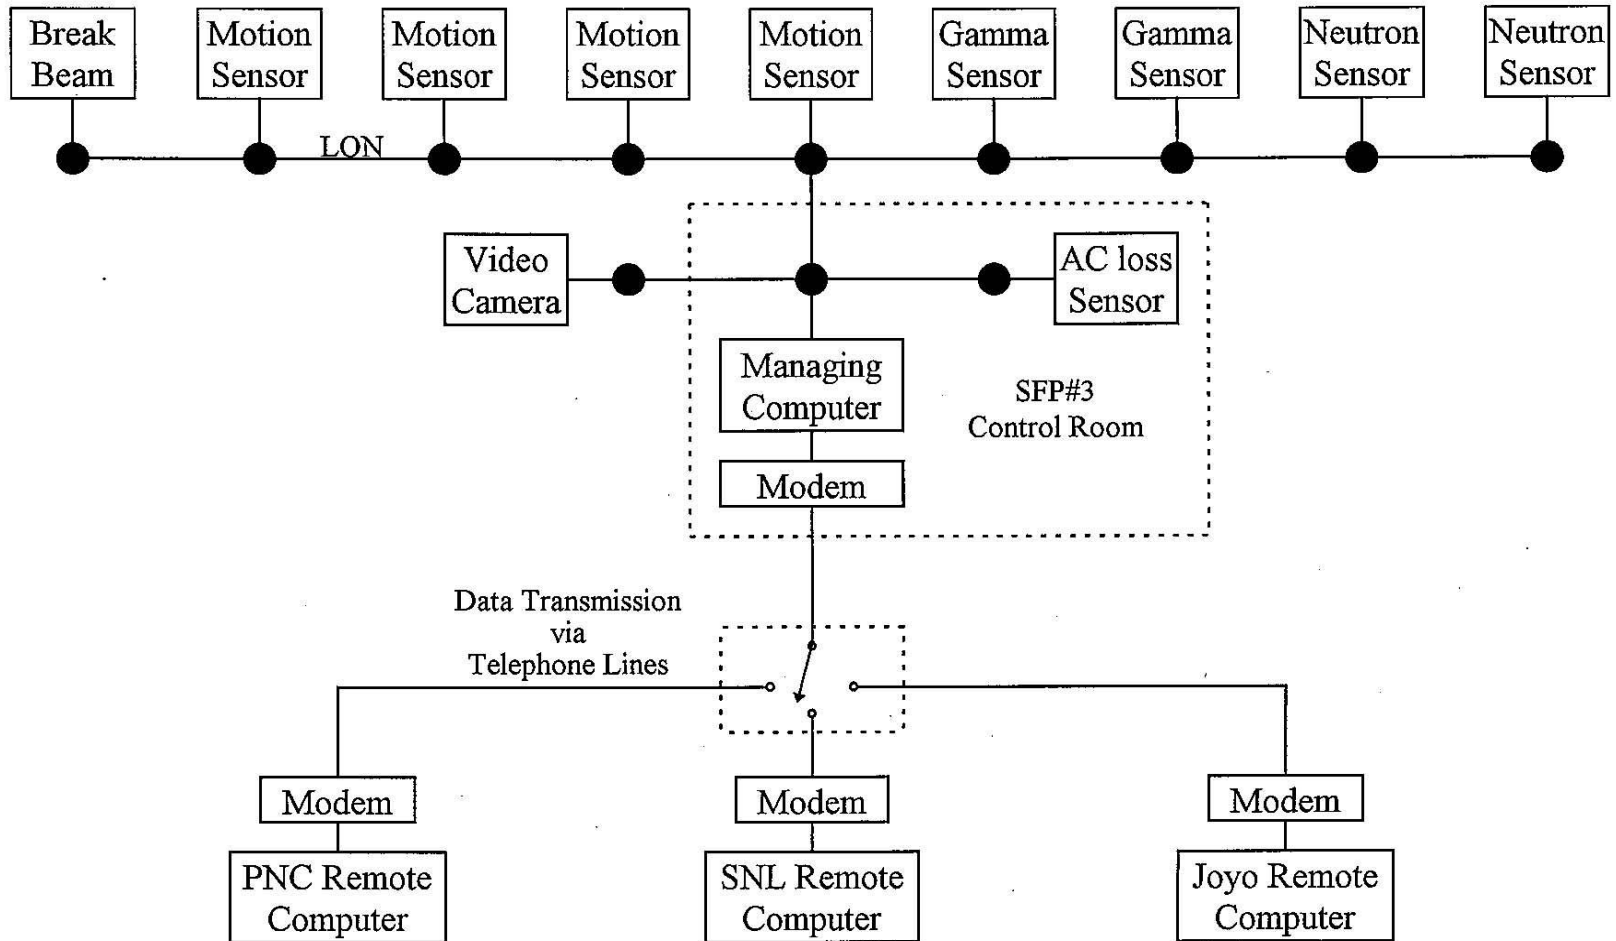 Break
Beam
Motion
Sensor
Motion
Sensor
Motion
Sensor
Motion
Sensor
Gamma
Sensor
Gamma
Sensor
Neutron
Sensor
Neutron
Sensor
LON
Video
Camera
AC loss
Sensor
Managing
Computer
SFP#3
Control Room
Modem
Data Transmission
via
Telephone Lines
Modem
Modem
Modem
PNC Remote
Computer
SNL Remote
Computer
Joyo Remote
Computer